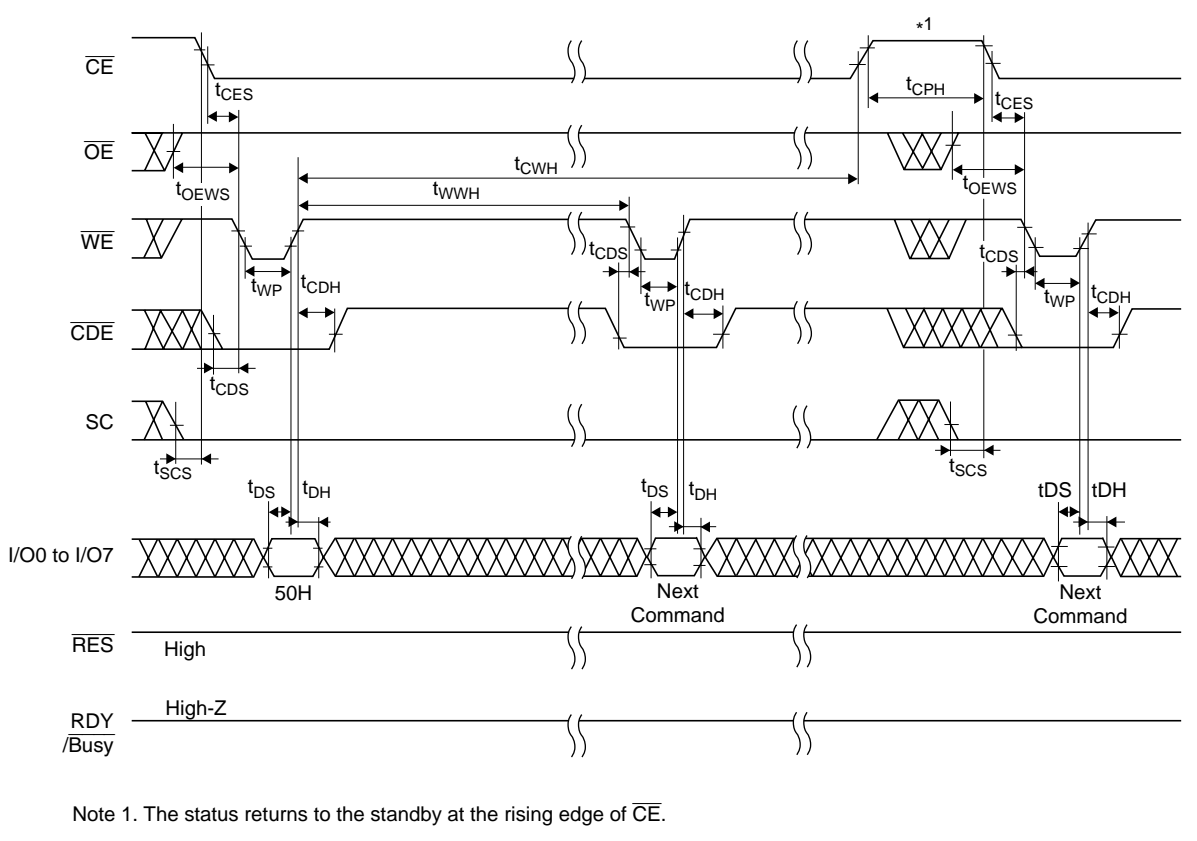 *1
CE
tCES
tCPH
tCES
OE
tOEWS
tCWH
tOEWS
tWWH
WE
tCDS
tCDS
tWP
tCDH
tWP
tCDH
tWP
tCDH
CDE
tCDS
SC
tSCS
tSCS
tDS
tDH
tDS
tDH
tDS
tDH
I/O0 to I/O7
50H
Next
Command
Next
Command
RES
High
High-Z
RDY
/Busy
Note 1. The status returns to the standby at the rising edge of CE.